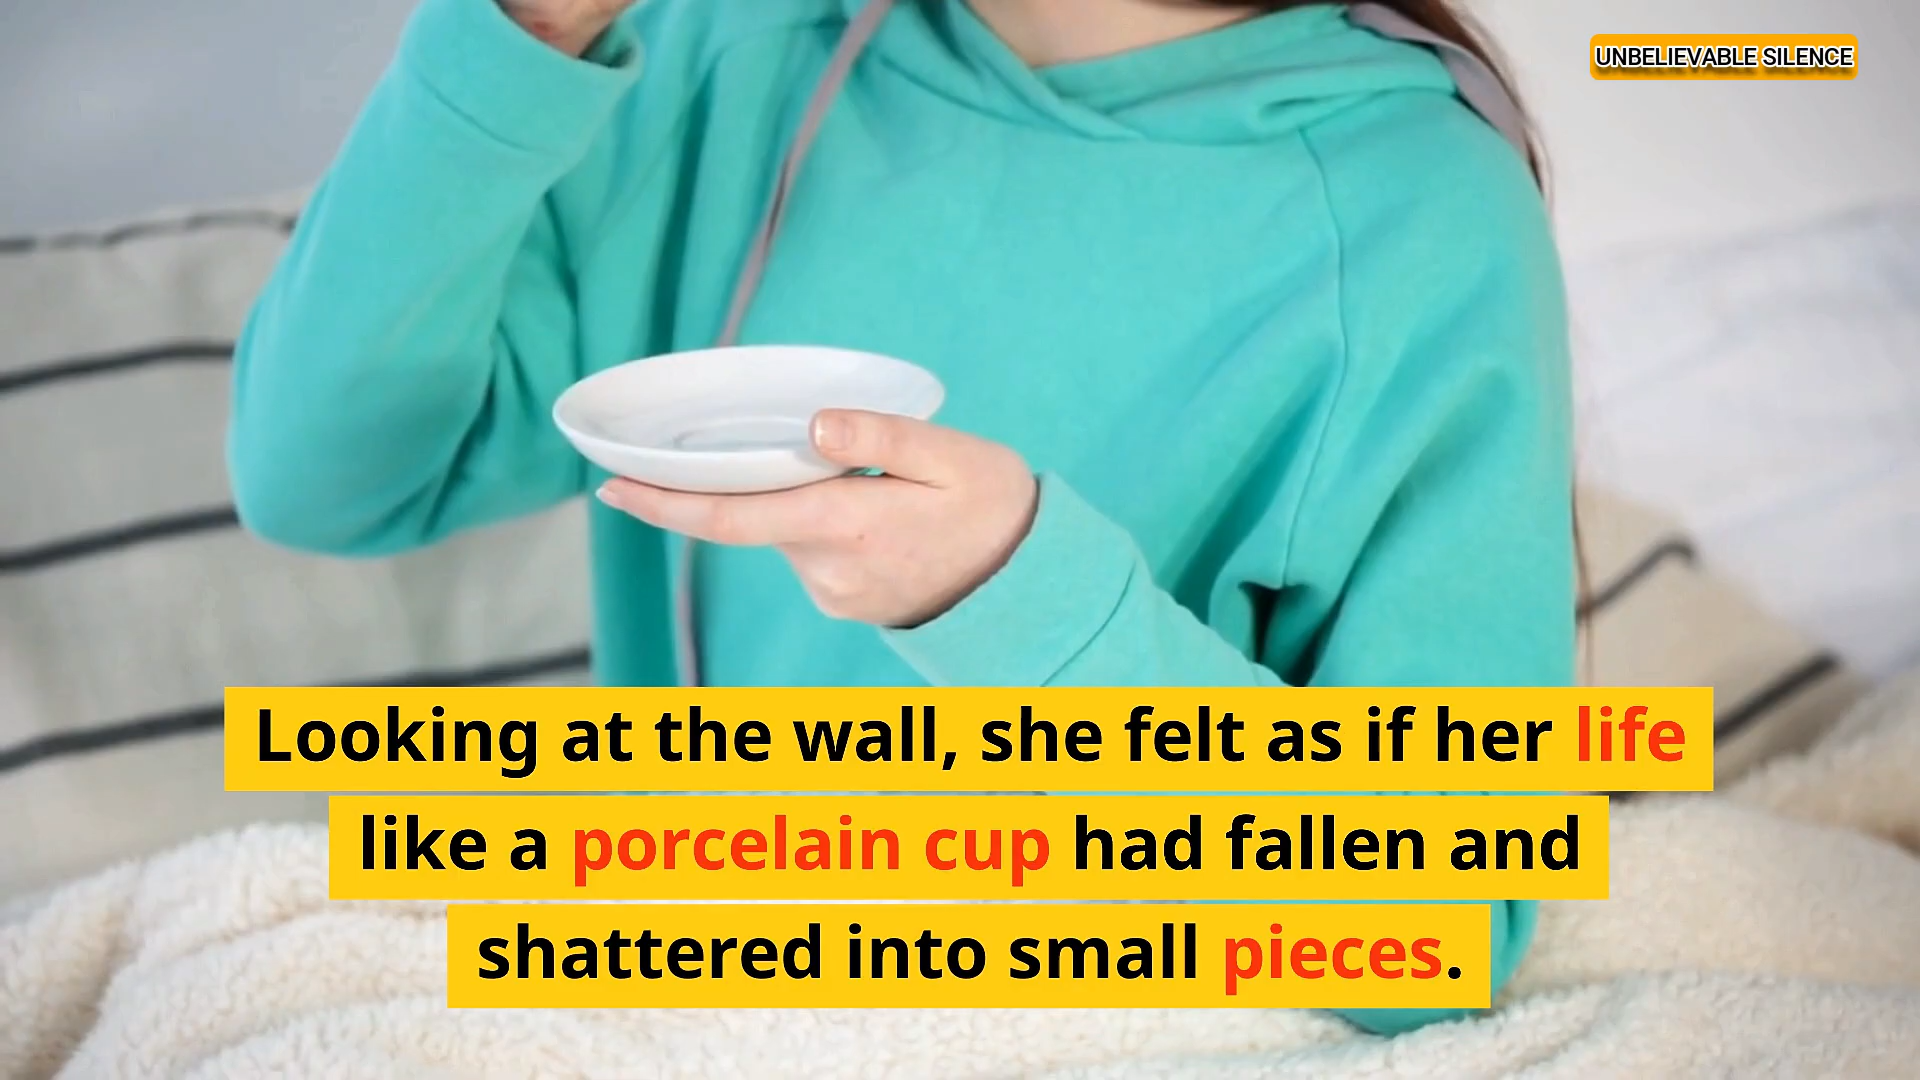 UNBELIEVABLE SILENCE
Looking at the wall, she felt as if her life
like a porcelain cup had fallen and
shattered into small pieces.